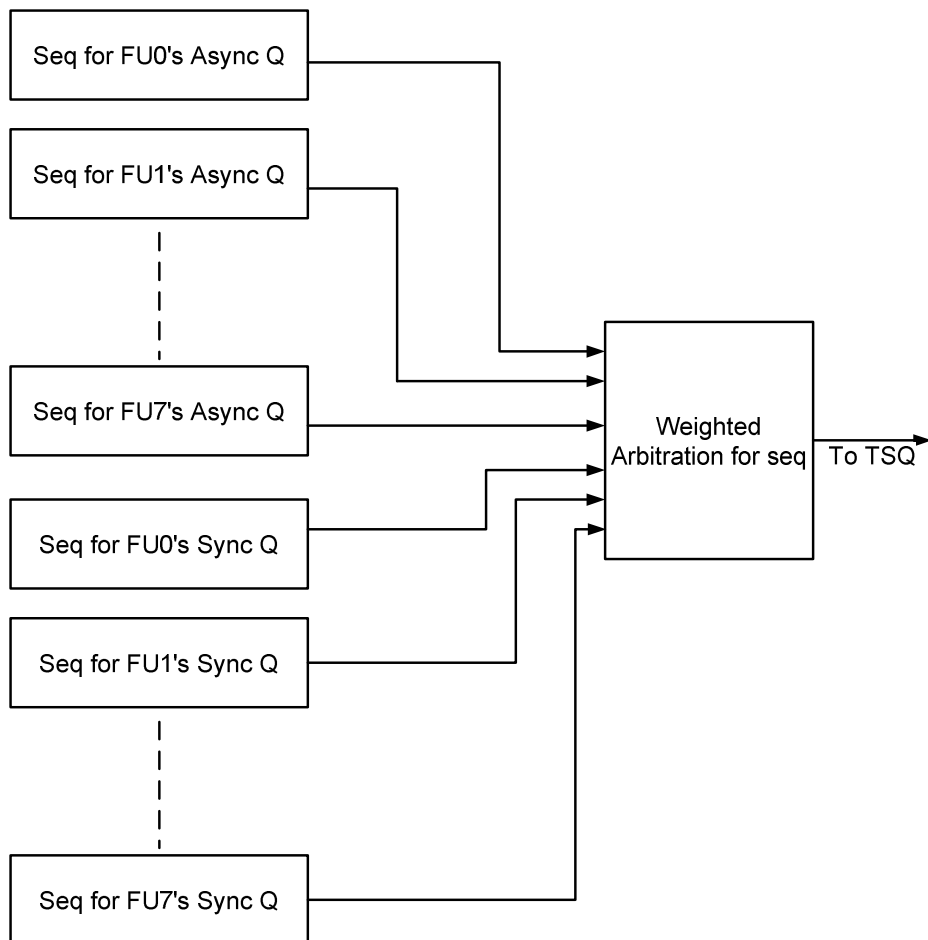 Seq for FU0's Async Q
Seq for FU1's Async Q
Seq for FU7's Async Q
Seq for FU0's Sync Q
Seq for FU1's Sync Q
Seq for FU7's Sync Q
Weighted
Arbitration for seq
To TSQ